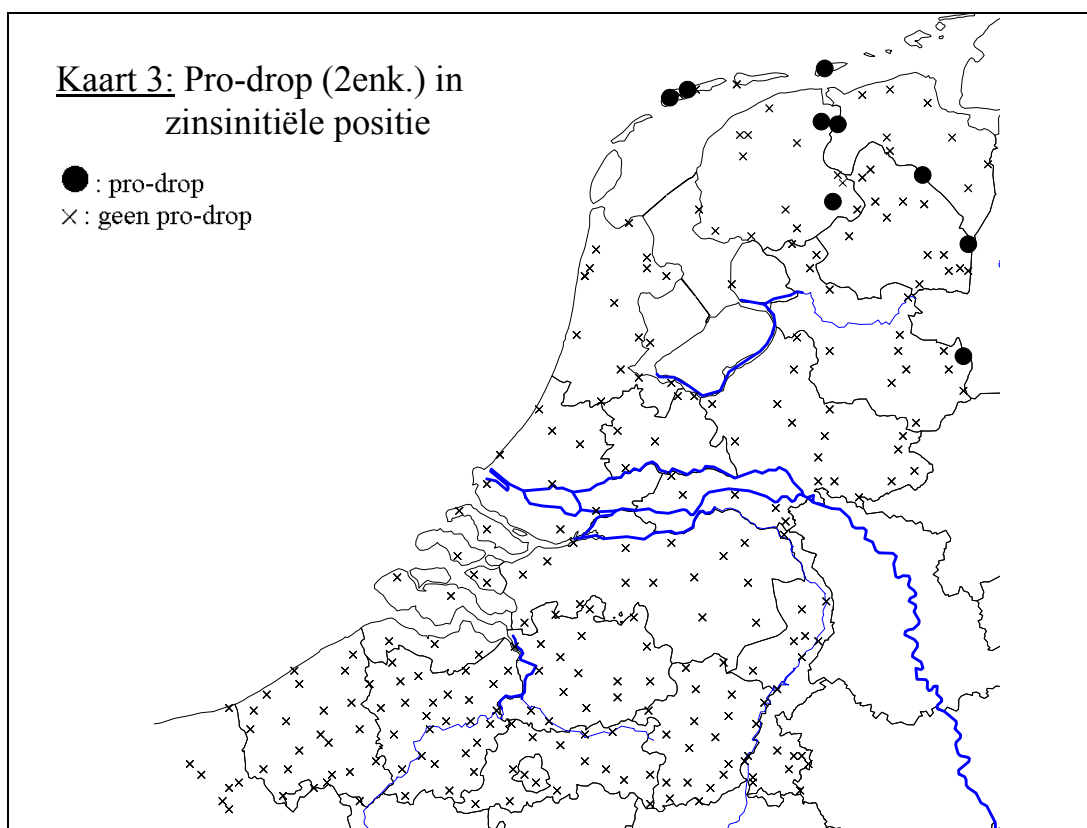 Kaart 3: Pro-drop (2enk.) in
zinsinitiële positie
: pro-drop
× : geen pro-drop